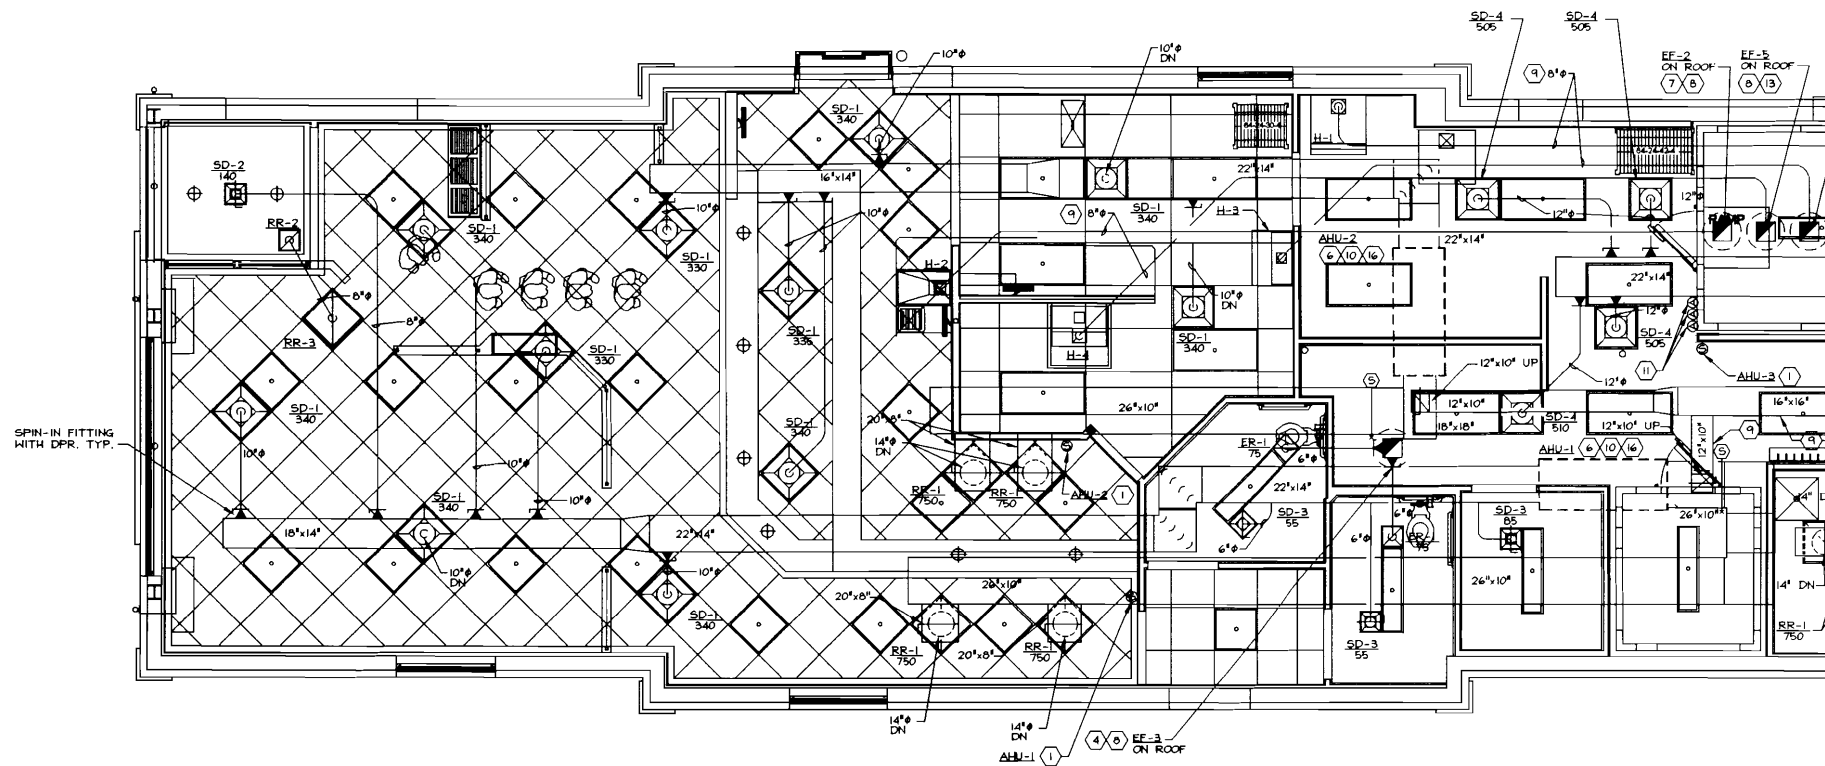 SD-4
505
SD-4
505
EF-2
ON ROOF
7 8
EF-5
ON ROOF
8 13
10"ø
10"ø
DN
9 8"ø
SD-1
340
H-1
SD-2
140
16"x14"
22"x14"
SD-1
340
9 8"ø
H-3
12"ø
12"ø
RR-2
SD-1
340
10"ø
10"ø
SD-1
330
H-2
AHU-2
6 10 16
22"x14"
22"x14"
8"ø
8"ø
10"ø
DN
12"ø
SD-4
505
RR-3
SD-1
330
SD-1
335
SD-1
340
H-4
12"x10" UP
11
AHU-3 1
S
12"ø
SD-1
340
26"x10"
12"x10"
16"x16"
20"x8"
SD-1
340
18"x18"
SD-4
510
12"x10" UP
SPIN-IN FITTING
WITH DPR. TYP.
14"ø
DN
ER-1
75
AHU-1
6 10 16
12"x10"
9
9
10"ø
10"ø
6"ø
S
RR-1
750
RR-1
750
AHU-2 1
22"x14"
SD-1
340
10"ø
SD-3
55
6"ø
SD-3
85
26"x10"
14"
18"x14"
22"x14"
6"ø
6"ø
ER-1
75
10"ø
DN
10"ø
26"x10"
26"x10"
14" DN
20"x8"
SD-1
340
RR-1
750
RR-1
750
20"x8"
RR-1
750
SD-3
55
14"ø
DN
14"ø
DN
4 8 EF-3
ON ROOF
AHU-1 1